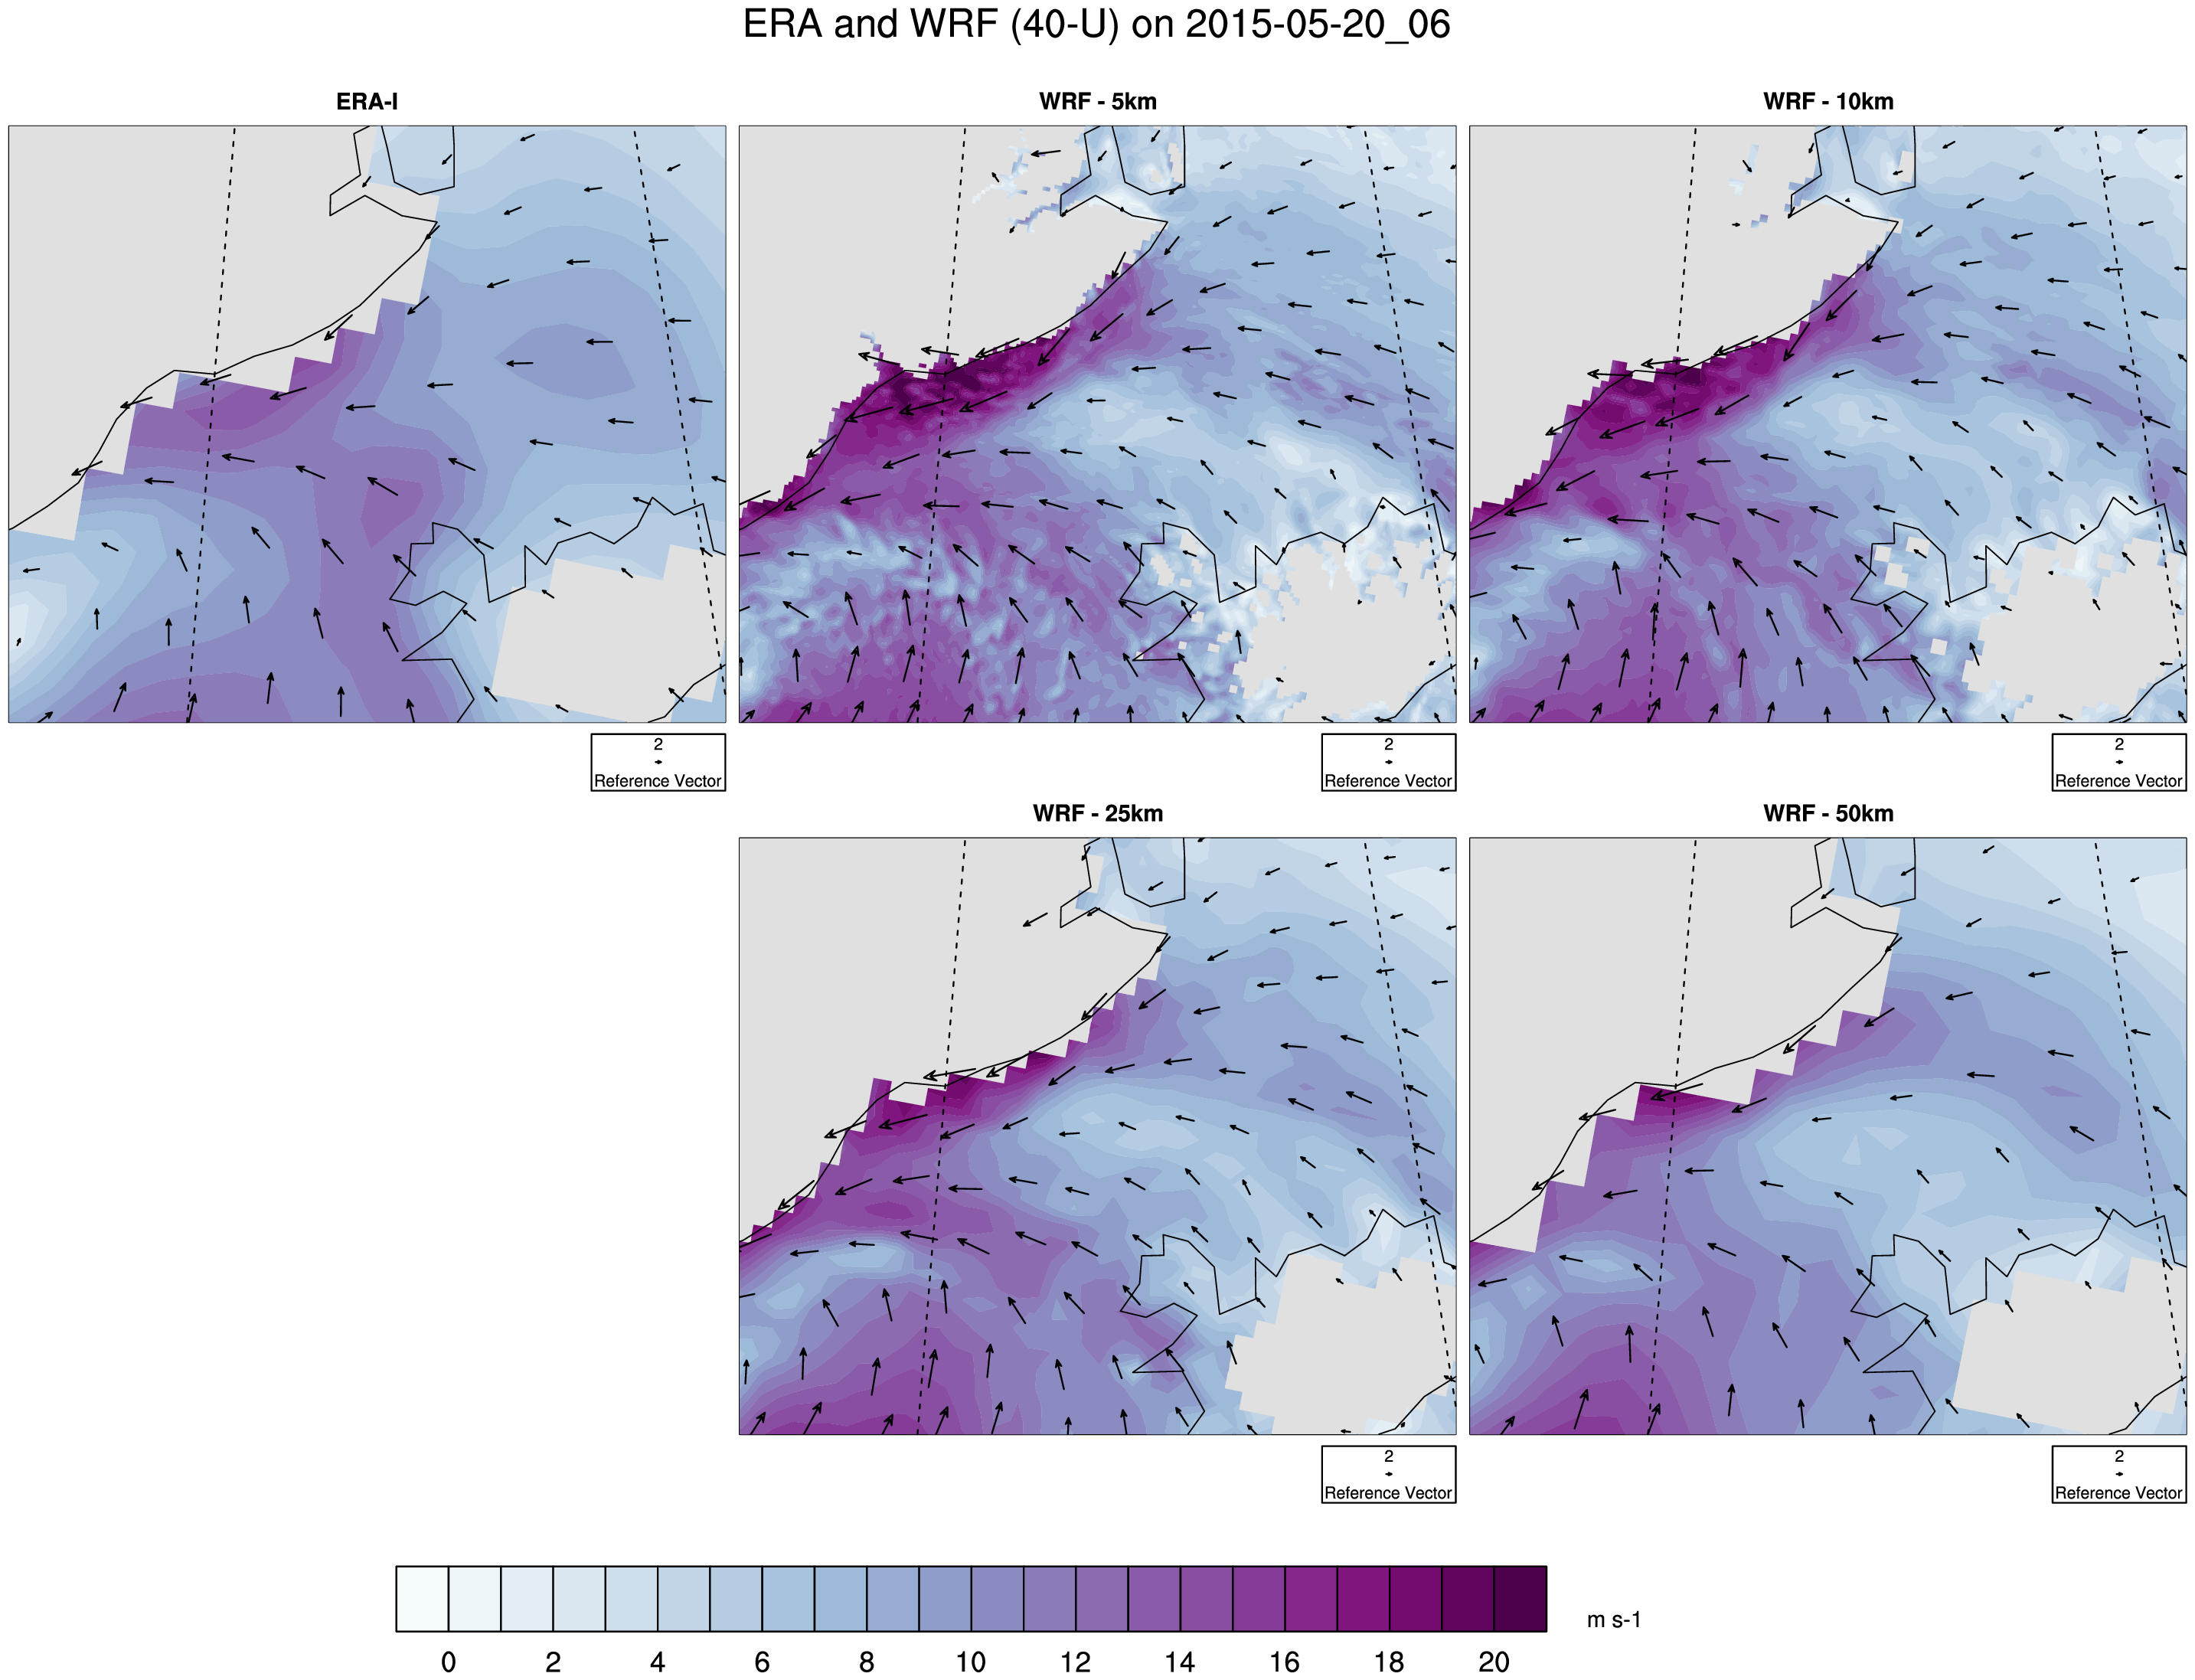 ERA and WRF (40-U) on 2015-05-20_06
ERA-I
WRF - 5km
WRF - 10km
2
Reference Vector
2
Reference Vector
2
Reference Vector
WRF - 25km
WRF - 50km
2
Reference Vector
2
Reference Vector
m s-1
0 2 4 6 8 10 12 14 16 18 20